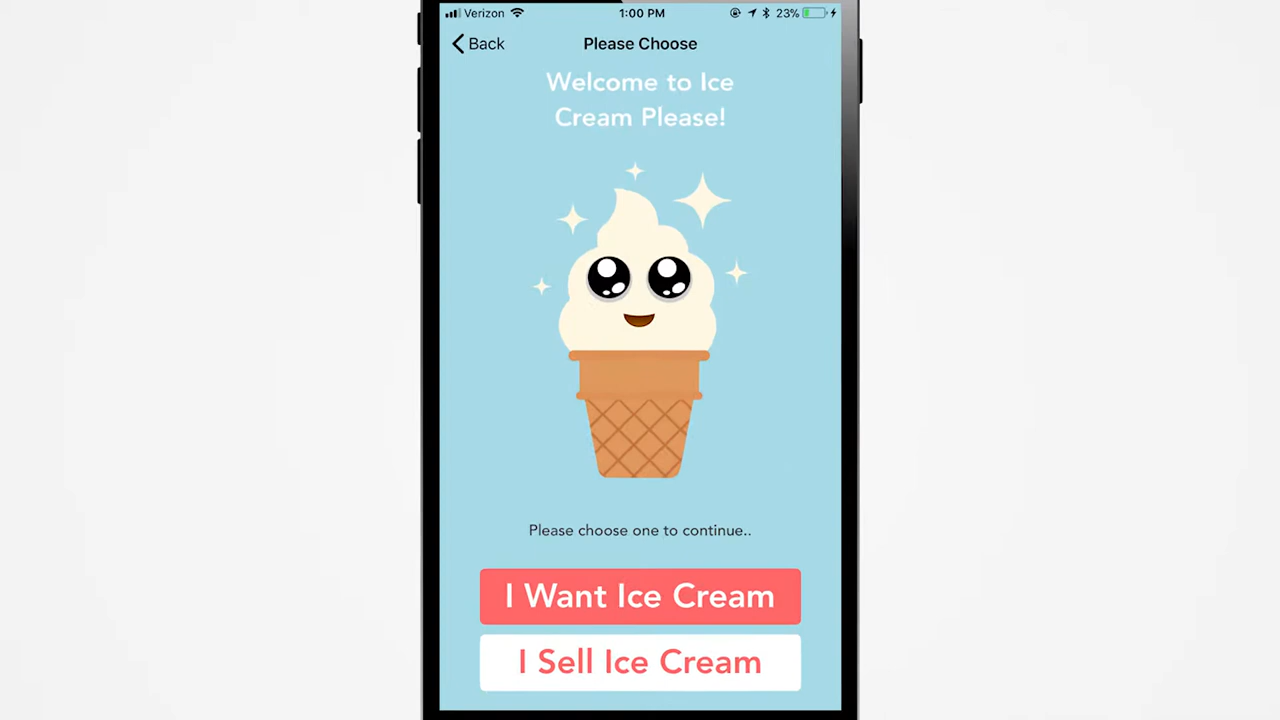 Verizon 1:00 PM 23%
Back Please Choose
Welcome to Ice
Cream Please!
Please choose one to continue..
I Want Ice Cream
I Sell Ice Cream